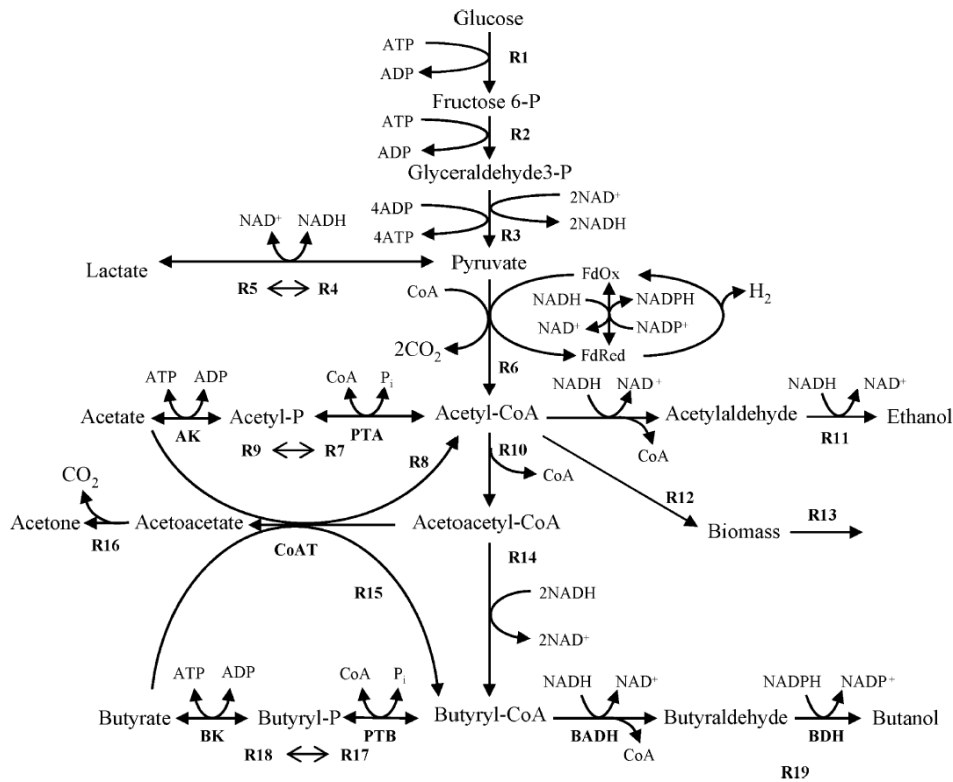 Glucose
ATP
R1
ADP
Fructose 6-P
ATP
R2
ADP
Glyceraldehyde3-P
4ADP 2NAD⁺
4ATP R3 2NADH
NAD⁺ NADH
Lactate Pyruvate
R5 R4
CoA FdOx H₂
NADH NADPH
NAD⁺ NADP⁺
2CO₂ FdRed
R6
ATP ADP CoA Pᵢ NADH NAD⁺ NADH NAD⁺
Acetate Acetyl-P Acetyl-CoA Acetylaldehyde Ethanol
AK PTA R11
R9 R7 R8 R10 CoA
CoA
CO₂ R12
Acetone Acetoacetate Acetoacetyl-CoA Biomass R13
R16 CoAT
R14
R15 2NADH
2NAD⁺
ATP ADP CoA Pᵢ NADH NAD⁺ NADPH NADP⁺
Butyrate Butyryl-P Butyryl-CoA Butyraldehyde Butanol
BK PTB BADH BDH
R18 R17 CoA
R19